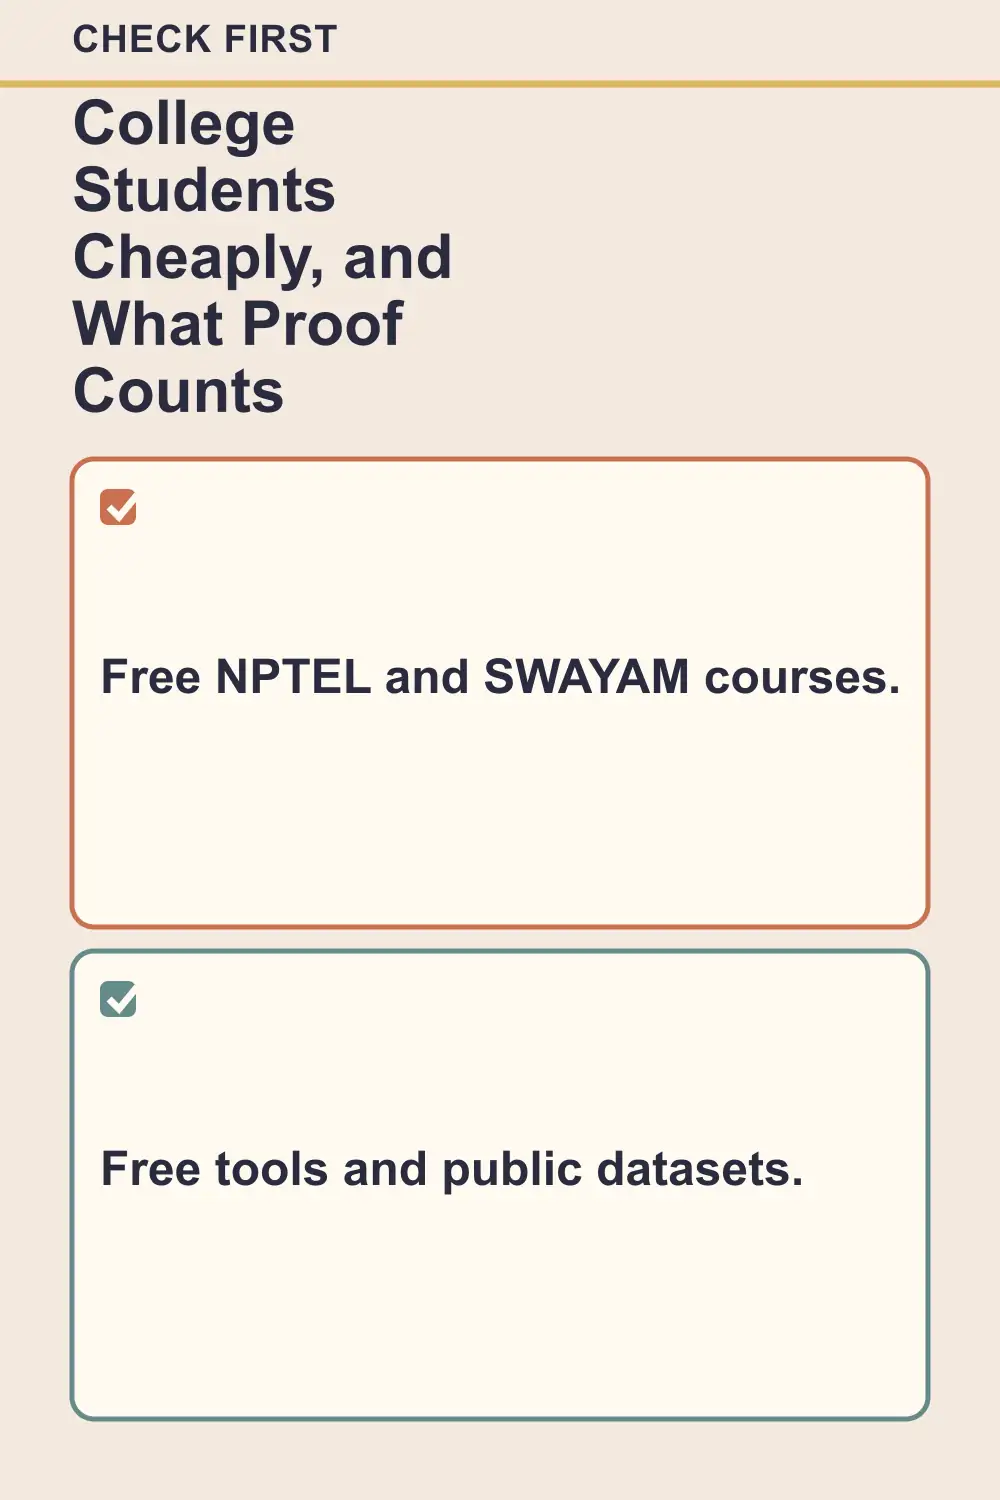 CHECK FIRST
College
Students
Cheaply, and
What Proof
Counts
Free NPTEL and SWAYAM courses.
Free tools and public datasets.